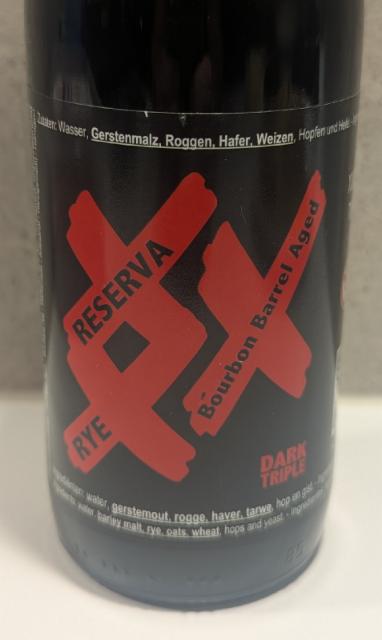 Zutaten: Wasser, Gerstenmalz, Roggen, Hafer, Weizen, Hopfen und Hefe
RESERVA
RYE
Bourbon Barrel Aged
DARK
TRIPLE
Ingrediënten: water, gerstemout, rogge, haver, tarwe, hop en gist.
Ingredients: water, barley malt, rye, oats, wheat, hops and yeast. -